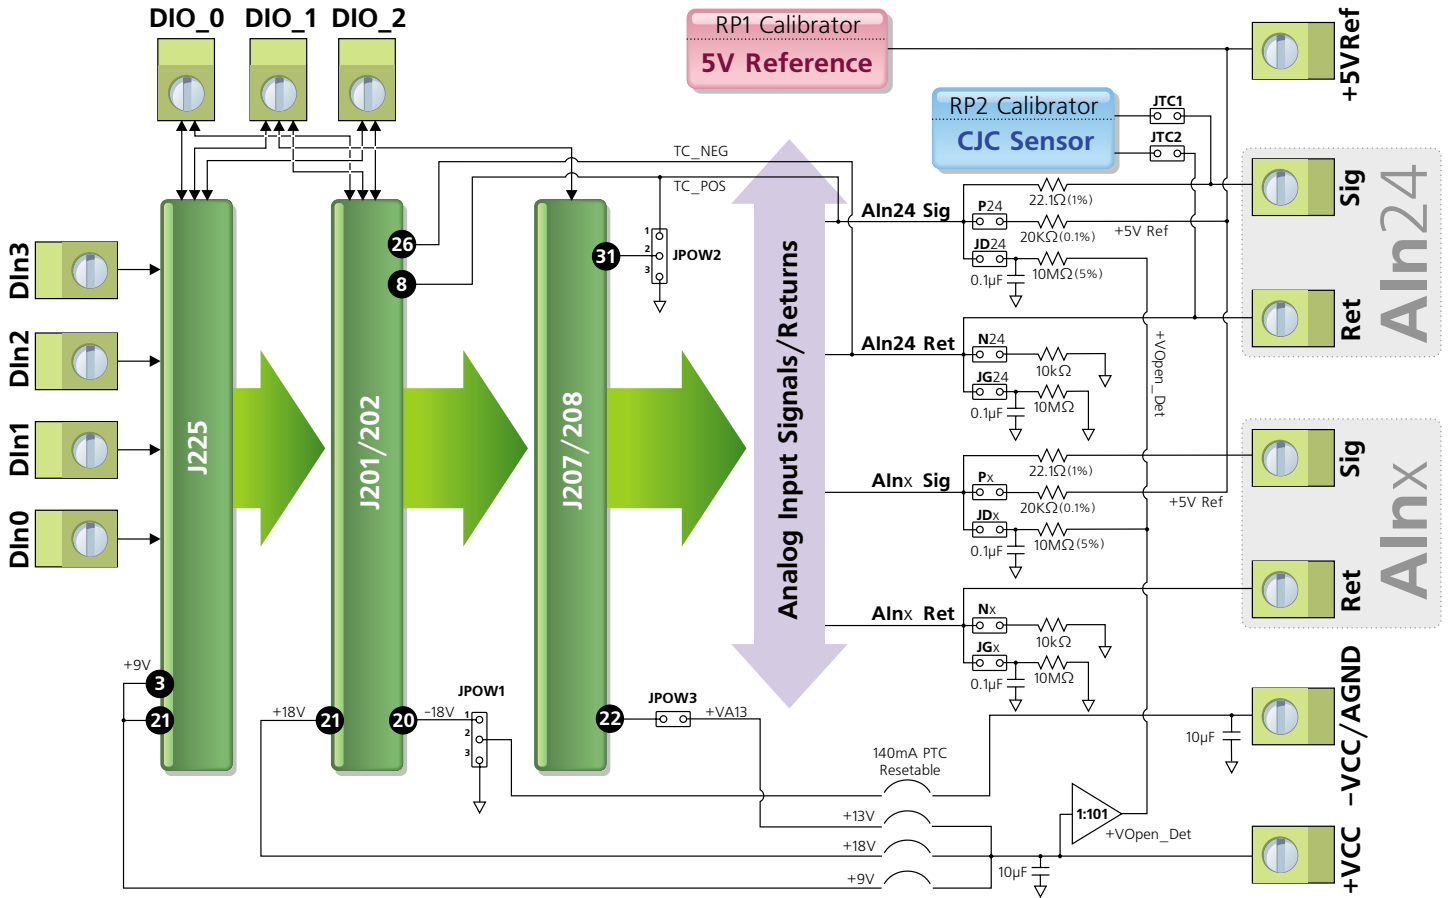 DIO_0 DIO_1 DIO_2
RP1 Calibrator
5V Reference
+5VRef
RP2 Calibrator
CJC Sensor
JTC1
JTC2
TC_NEG
TC_POS
DIn3
DIn2
DIn1
DIn0
J225
J201/202
J207/208
26
8
31
1
2
3
JPOW2
Analog Input Signals/Returns
AIn24 Sig
22.1Ω(1%)
P24
20KΩ(0.1%)
+5V Ref
JD24
0.1µF
10MΩ(5%)
AIn24 Ret
N24
10kΩ
JG24
0.1µF
10MΩ
+VOpen_Det
Sig
Ret
AIn24
AInx Sig
22.1Ω(1%)
Px
20KΩ(0.1%)
+5V Ref
JDx
0.1µF
10MΩ(5%)
AInx Ret
Nx
10kΩ
JGx
0.1µF
10MΩ
Sig
Ret
AInx
+9V
3
21
+18V
21
20
−18V
JPOW1
1
2
3
22
JPOW3
+VA13
140mA PTC
Resetable
+13V
+18V
+9V
10µF
−VCC/AGND
1:101
+VOpen_Det
10µF
+VCC